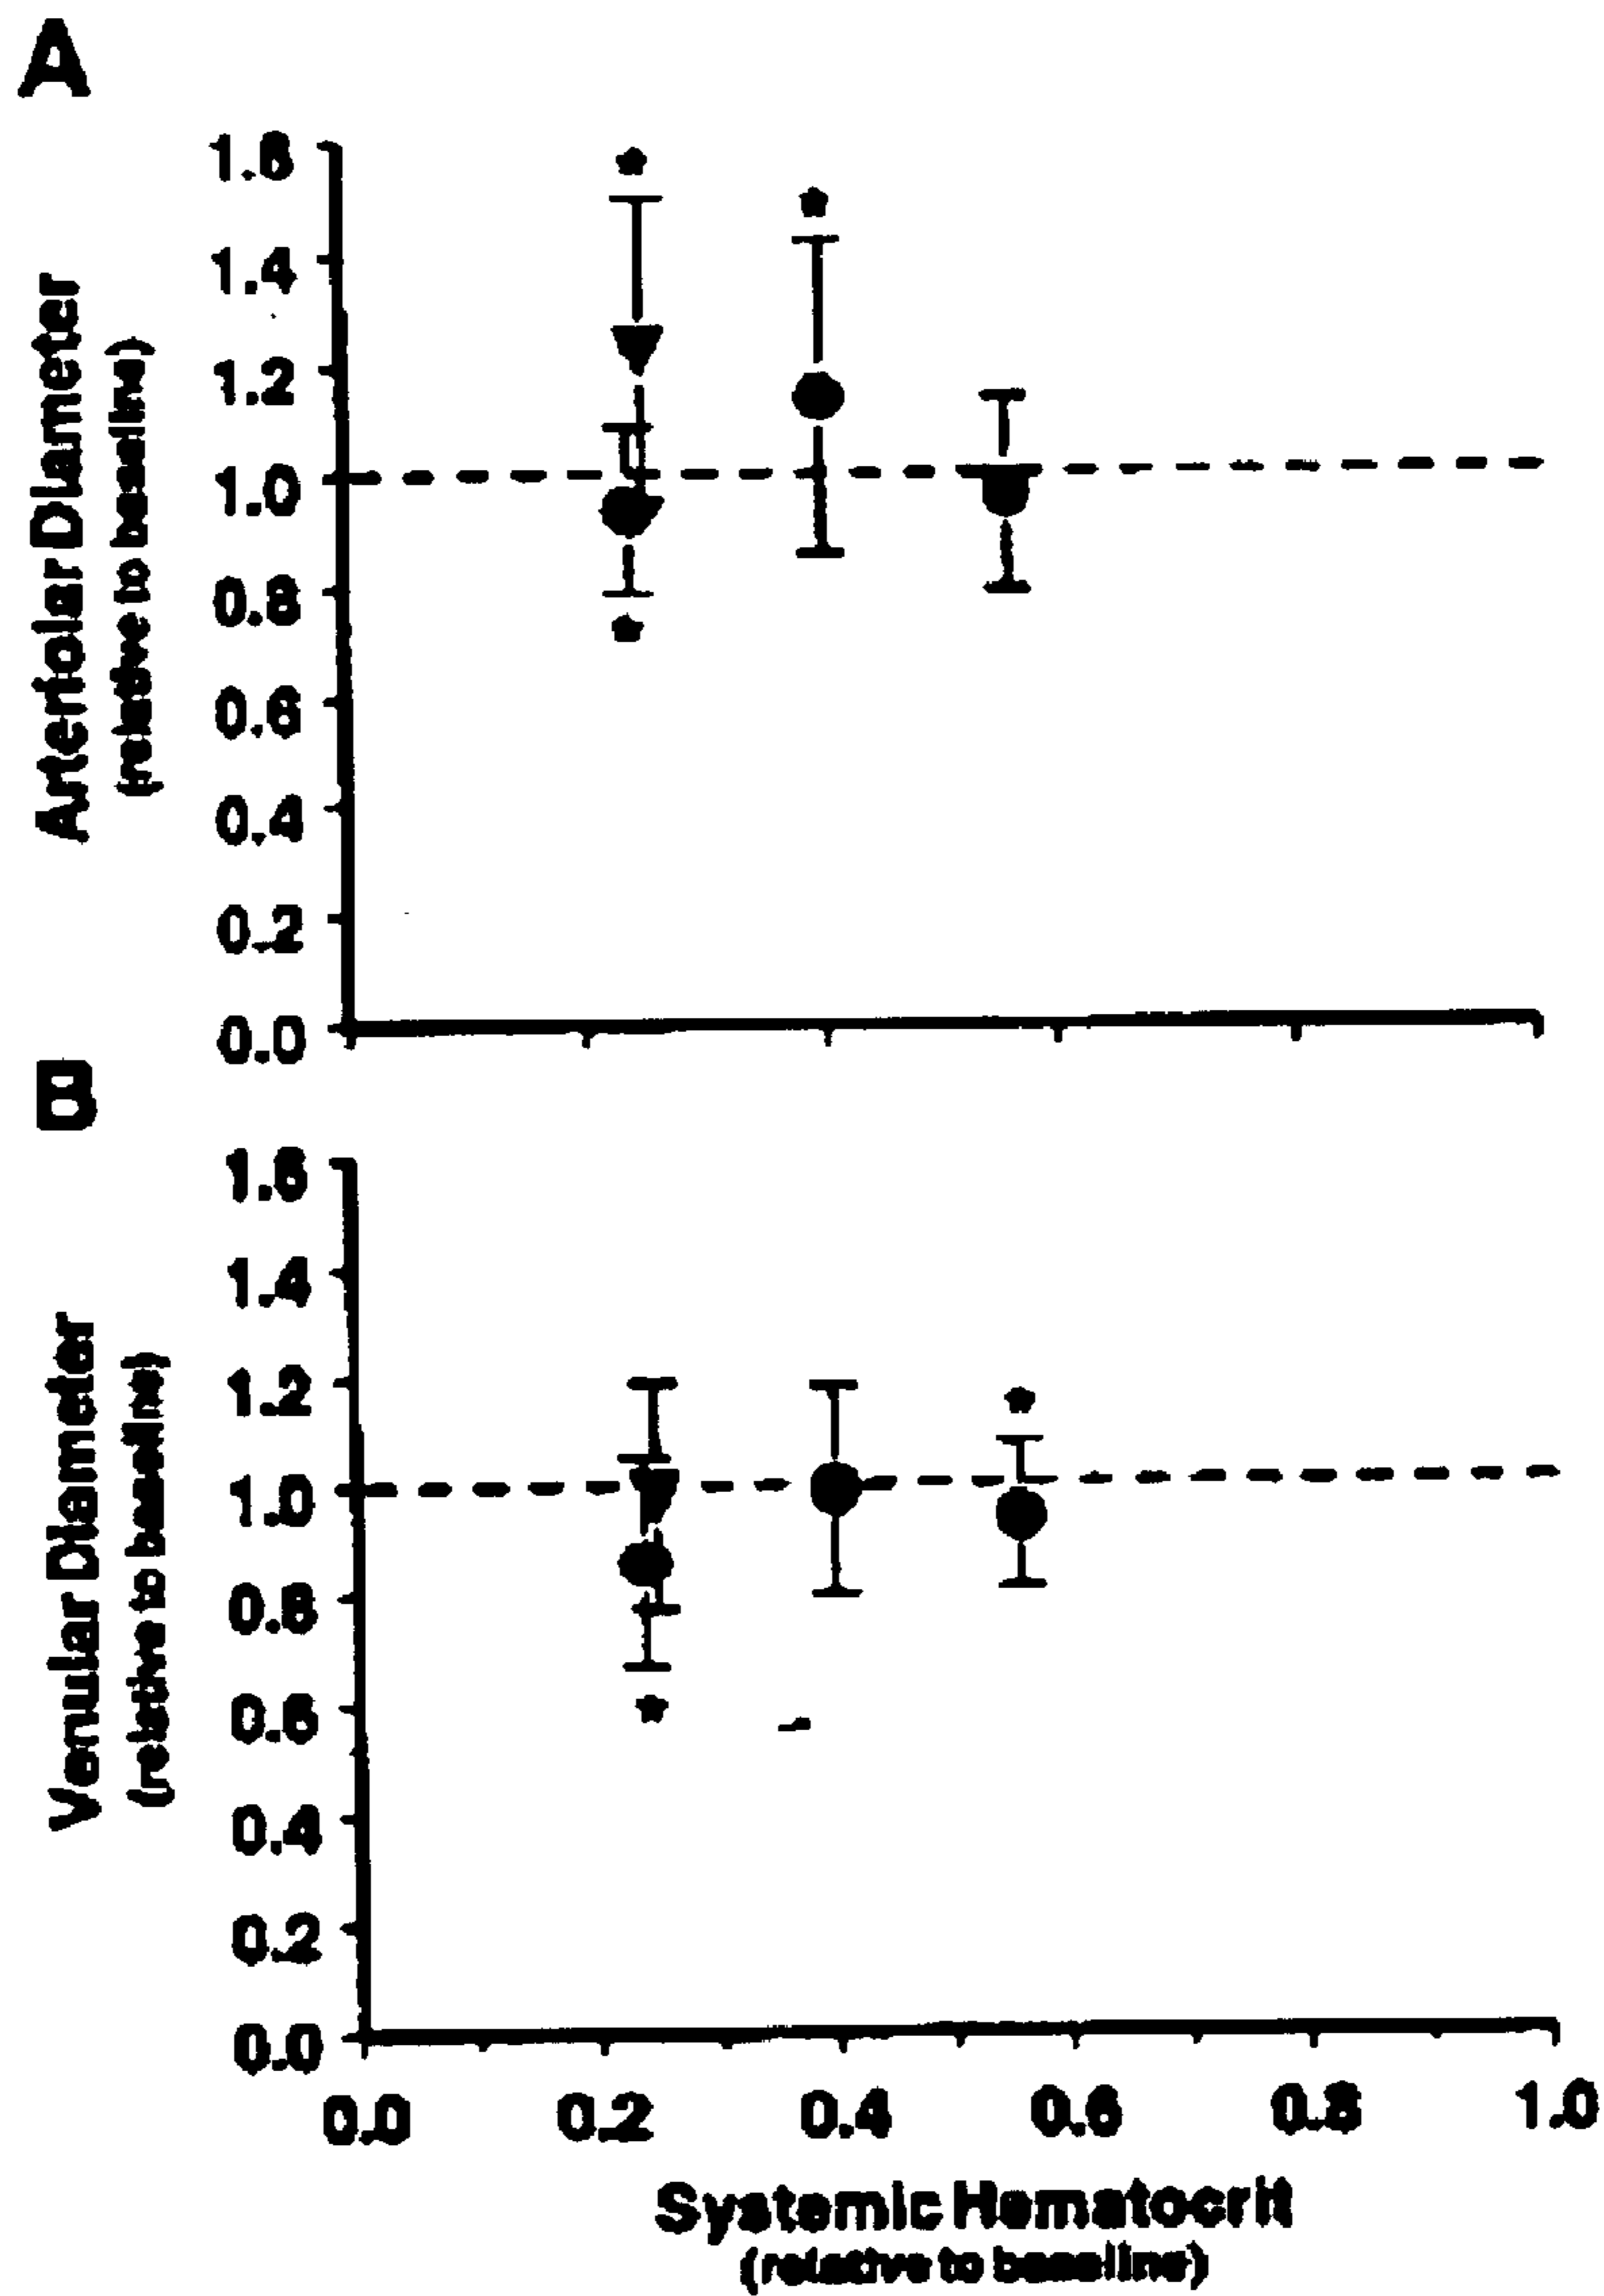 A
1.6
1.4
1.2
1.0
0.8
0.6
0.4
0.2
0.0
Arteriolar Diameter
(relative to baseline)
B
1.6
1.4
1.2
1.0
0.8
0.6
0.4
0.2
0.0
Venular Diameter
(relative to baseline)
0.0 0.2 0.4 0.6 0.8 1.0
Systemic Hematocrit
(relative to baseline)